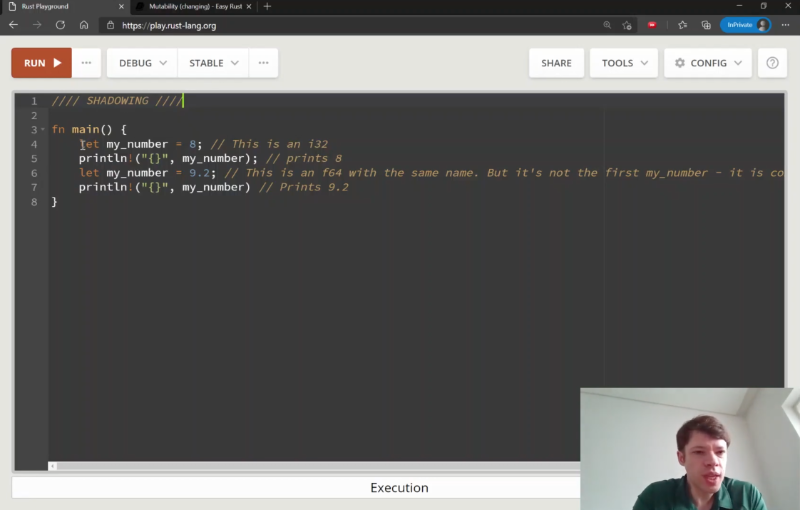 Rust Playground
Mutability (changing) - Easy Rust
https://play.rust-lang.org
InPrivate
RUN
DEBUG
STABLE
SHARE
TOOLS
CONFIG
1 //// SHADOWING ////
2
3 fn main() {
4 let my_number = 8; // This is an i32
5 println!("{}", my_number); // prints 8
6 let my_number = 9.2; // This is an f64 with the same name. But it's not the first my_number - it is co
7 println!("{}", my_number) // Prints 9.2
8 }
Execution